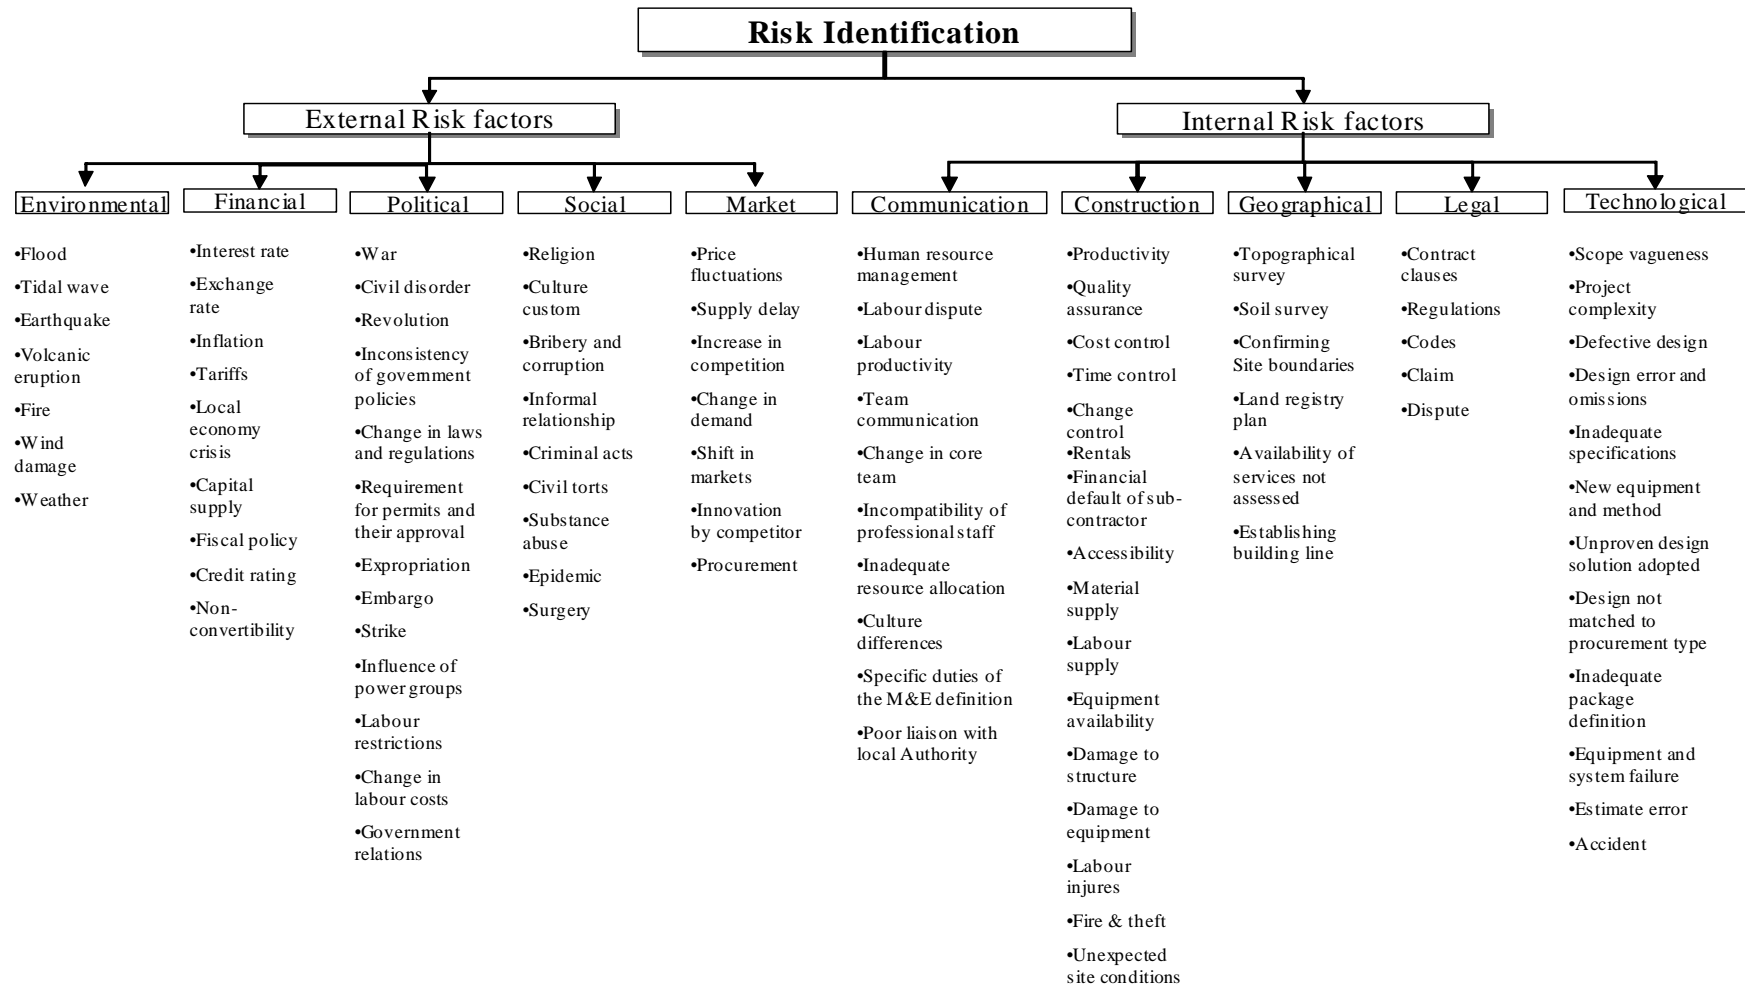 Risk Identification
External Risk factors
Internal Risk factors
Environmental
•Flood
•Tidal wave
•Earthquake
•Volcanic
eruption
•Fire
•Wind
damage
•Weather
Financial
•Interest rate
•Exchange
rate
•Inflation
•Tariffs
•Local
economy
crisis
•Capital
supply
•Fiscal policy
•Credit rating
•Non-
convertibility
Political
•War
•Civil disorder
•Revolution
•Inconsistency
of government
policies
•Change in laws
and regulations
•Requirement
for permits and
their approval
•Expropriation
•Embargo
•Strike
•Influence of
power groups
•Labour
restrictions
•Change in
labour costs
•Government
relations
Social
•Religion
•Culture
custom
•Bribery and
corruption
•Informal
relationship
•Criminal acts
•Civil torts
•Substance
abuse
•Epidemic
•Surgery
Market
•Price
fluctuations
•Supply delay
•Increase in
competition
•Change in
demand
•Shift in
markets
•Innovation
by competitor
•Procurement
Communication
•Human resource
management
•Labour dispute
•Labour
productivity
•Team
communication
•Change in core
team
•Incompatibility of
professional staff
•Inadequate
resource allocation
•Culture
differences
•Specific duties of
the M&E definition
•Poor liaison with
local Authority
Construction
•Productivity
•Quality
assurance
•Cost control
•Time control
•Change
control
•Rentals
•Financial
default of sub-
contractor
•Accessibility
•Material
supply
•Labour
supply
•Equipment
availability
•Damage to
structure
•Damage to
equipment
•Labour
injures
•Fire & theft
•Unexpected
site conditions
Geographical
•Topographical
survey
•Soil survey
•Confirming
Site boundaries
•Land registry
plan
•Availability of
services not
assessed
•Establishing
building line
Legal
•Contract
clauses
•Regulations
•Codes
•Claim
•Dispute
Technological
•Scope vagueness
•Project
complexity
•Defective design
•Design error and
omissions
•Inadequate
specifications
•New equipment
and method
•Unproven design
solution adopted
•Design not
matched to
procurement type
•Inadequate
package
definition
•Equipment and
system failure
•Estimate error
•Accident